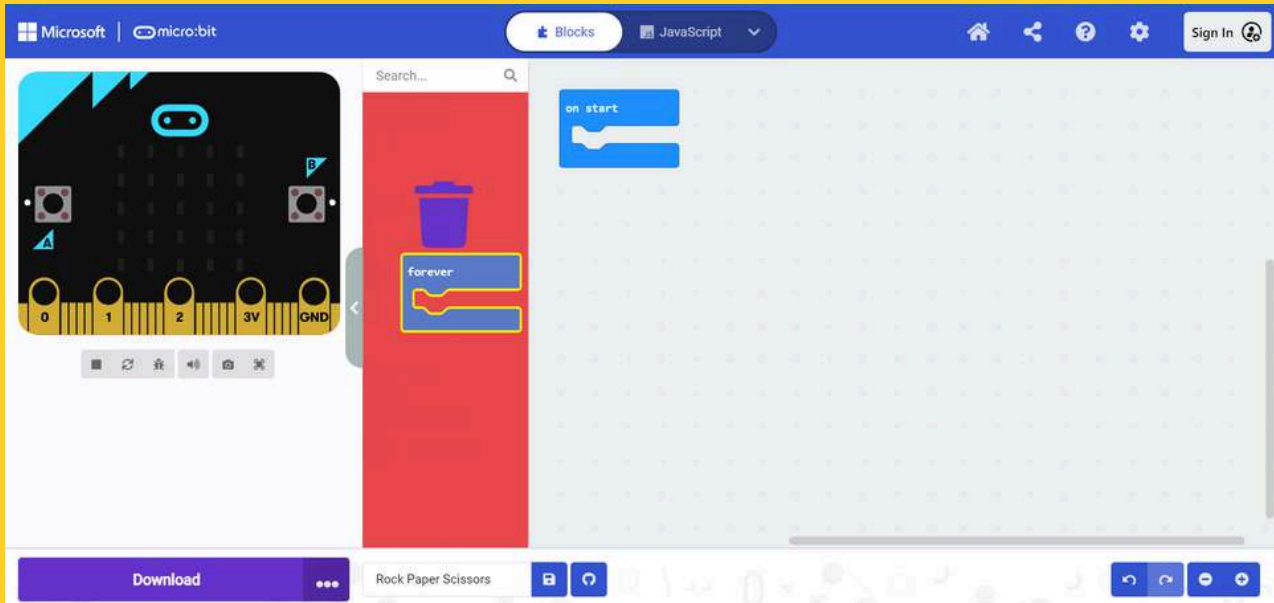 Microsoft micro:bit
Blocks
JavaScript
Sign In
Search...
on start
B
A
forever
0 1 2 3V GND
Download
Rock Paper Scissors